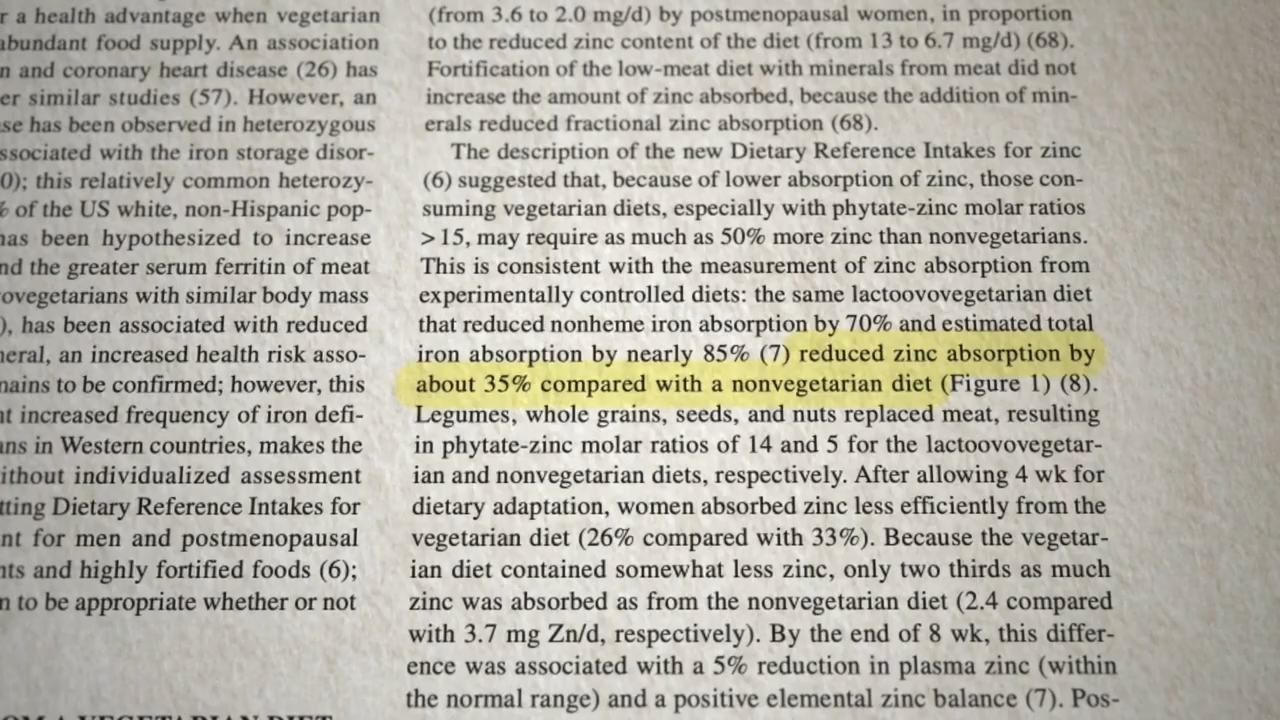 r a health advantage when vegetarian
abundant food supply. An association
n and coronary heart disease (26) has
er similar studies (57). However, an
se has been observed in heterozygous
ssociated with the iron storage disor-
0); this relatively common heterozy-
% of the US white, non-Hispanic pop-
has been hypothesized to increase
nd the greater serum ferritin of meat
ovegetarians with similar body mass
), has been associated with reduced
neral, an increased health risk asso-
mains to be confirmed; however, this
nt increased frequency of iron defi-
ans in Western countries, makes the
ithout individualized assessment
tting Dietary Reference Intakes for
nt for men and postmenopausal
nts and highly fortified foods (6);
n to be appropriate whether or not
OM A VEGETARIAN DIET
(from 3.6 to 2.0 mg/d) by postmenopausal women, in proportion
to the reduced zinc content of the diet (from 13 to 6.7 mg/d) (68).
Fortification of the low-meat diet with minerals from meat did not
increase the amount of zinc absorbed, because the addition of min-
erals reduced fractional zinc absorption (68).
The description of the new Dietary Reference Intakes for zinc
(6) suggested that, because of lower absorption of zinc, those con-
suming vegetarian diets, especially with phytate-zinc molar ratios
>15, may require as much as 50% more zinc than nonvegetarians.
This is consistent with the measurement of zinc absorption from
experimentally controlled diets: the same lactoovovegetarian diet
that reduced nonheme iron absorption by 70% and estimated total
iron absorption by nearly 85% (7) reduced zinc absorption by
about 35% compared with a nonvegetarian diet (Figure 1) (8).
Legumes, whole grains, seeds, and nuts replaced meat, resulting
in phytate-zinc molar ratios of 14 and 5 for the lactoovovegetar-
ian and nonvegetarian diets, respectively. After allowing 4 wk for
dietary adaptation, women absorbed zinc less efficiently from the
vegetarian diet (26% compared with 33%). Because the vegetar-
ian diet contained somewhat less zinc, only two thirds as much
zinc was absorbed as from the nonvegetarian diet (2.4 compared
with 3.7 mg Zn/d, respectively). By the end of 8 wk, this differ-
ence was associated with a 5% reduction in plasma zinc (within
the normal range) and a positive elemental zinc balance (7). Pos-